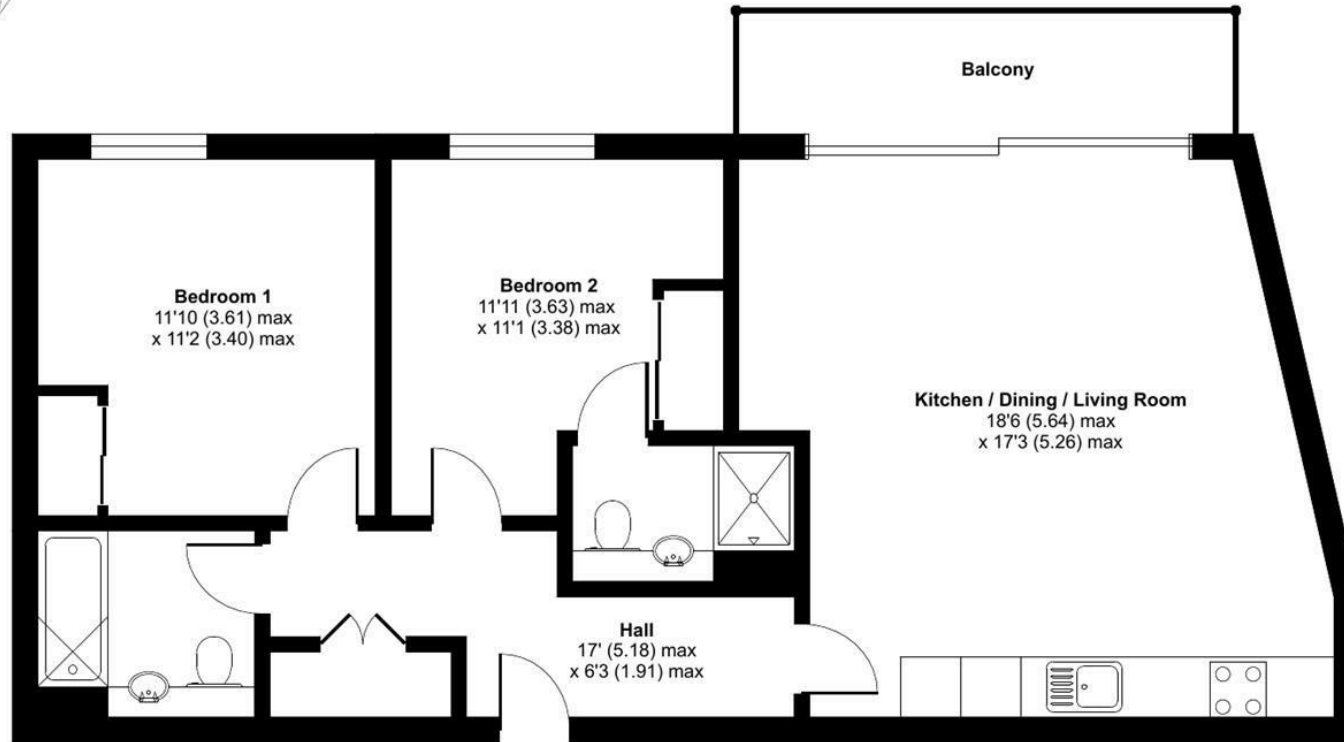 Balcony
Bedroom 1
11'10 (3.61) max
x 11'2 (3.40) max
Bedroom 2
11'11 (3.63) max
x 11'1 (3.38) max
Kitchen / Dining / Living Room
18'6 (5.64) max
x 17'3 (5.26) max
Hall
17' (5.18) max
x 6'3 (1.91) max